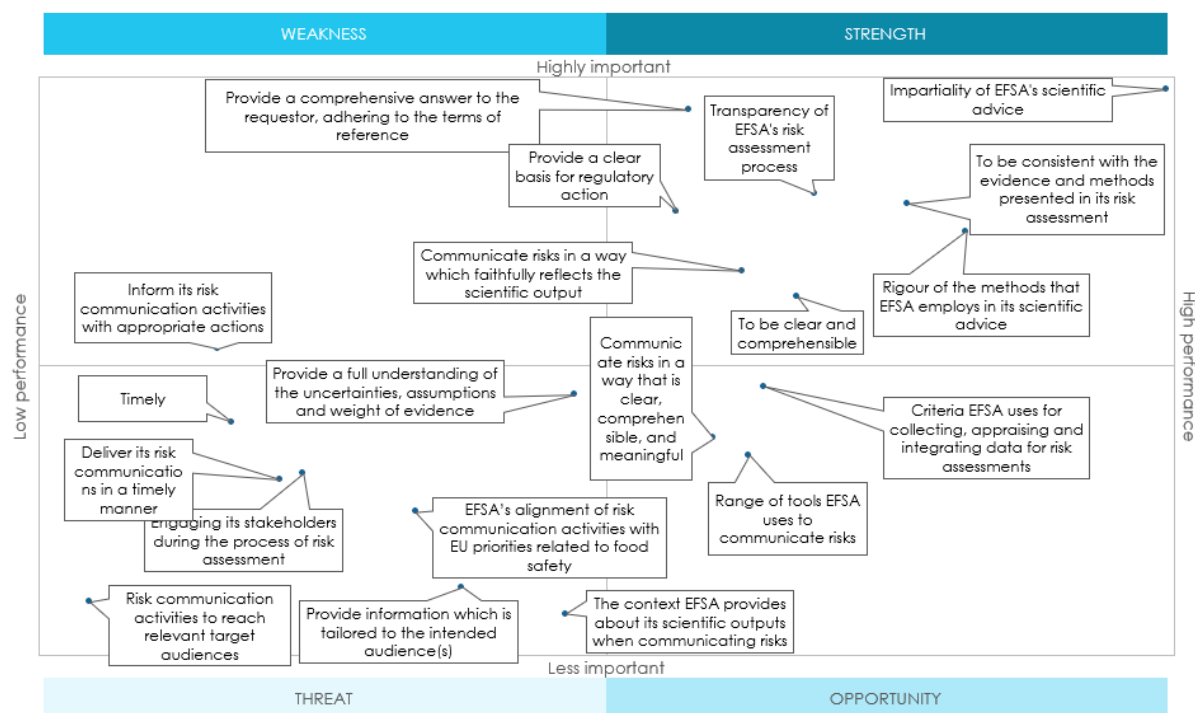 WEAKNESS
STRENGTH
Highly important
Provide a comprehensive answer to the
requestor, adhering to the terms of
reference
Transparency of
EFSA's risk
assessment
process
Impartiality of EFSA's scientific
advice
Provide a clear
basis for regulatory
action
To be consistent with the
evidence and methods
presented in its risk
assessment
Communicate risks in a way
which faithfully reflects the
scientific output
Rigour of the methods that
EFSA employs in its scientific
advice
Inform its risk
communication activities
with appropriate actions
To be clear and
comprehensible
Low performance
High performance
Communic
ate risks in a
way that is
clear,
comprehen
sible, and
meaningful
Provide a full understanding of
the uncertainties, assumptions
and weight of evidence
Timely
Criteria EFSA uses for
collecting, appraising and
integrating data for risk
assessments
Deliver its risk
communicatio
ns in a timely
manner
Engaging its stakeholders
during the process of risk
assessment
EFSA's alignment of risk
communication activities with
EU priorities related to food
safety
Range of tools EFSA
uses to
communicate risks
Risk communication
activities to reach
relevant target
audiences
Provide information which is
tailored to the intended
audience(s)
The context EFSA provides
about its scientific outputs
when communicating risks
Less important
THREAT
OPPORTUNITY